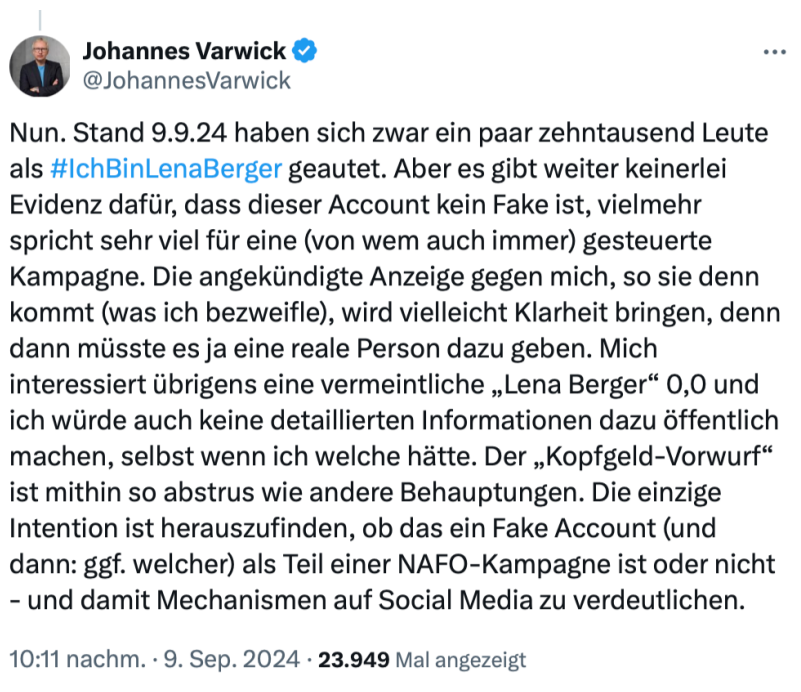 Johannes Varwick
@JohannesVarwick
Nun. Stand 9.9.24 haben sich zwar ein paar zehntausend Leute
als #IchBinLenaBerger geautet. Aber es gibt weiter keinerlei
Evidenz dafür, dass dieser Account kein Fake ist, vielmehr
spricht sehr viel für eine (von wem auch immer) gesteuerte
Kampagne. Die angekündigte Anzeige gegen mich, so sie denn
kommt (was ich bezweifle), wird vielleicht Klarheit bringen, denn
dann müsste es ja eine reale Person dazu geben. Mich
interessiert übrigens eine vermeintliche „Lena Berger“ 0,0 und
ich würde auch keine detaillierten Informationen dazu öffentlich
machen, selbst wenn ich welche hätte. Der „Kopfgeld-Vorwurf“
ist mithin so abstrus wie andere Behauptungen. Die einzige
Intention ist herauszufinden, ob das ein Fake Account (und
dann: ggf. welcher) als Teil einer NAFO-Kampagne ist oder nicht
- und damit Mechanismen auf Social Media zu verdeutlichen.
10:11 nachm. · 9. Sep. 2024 · 23.949 Mal angezeigt